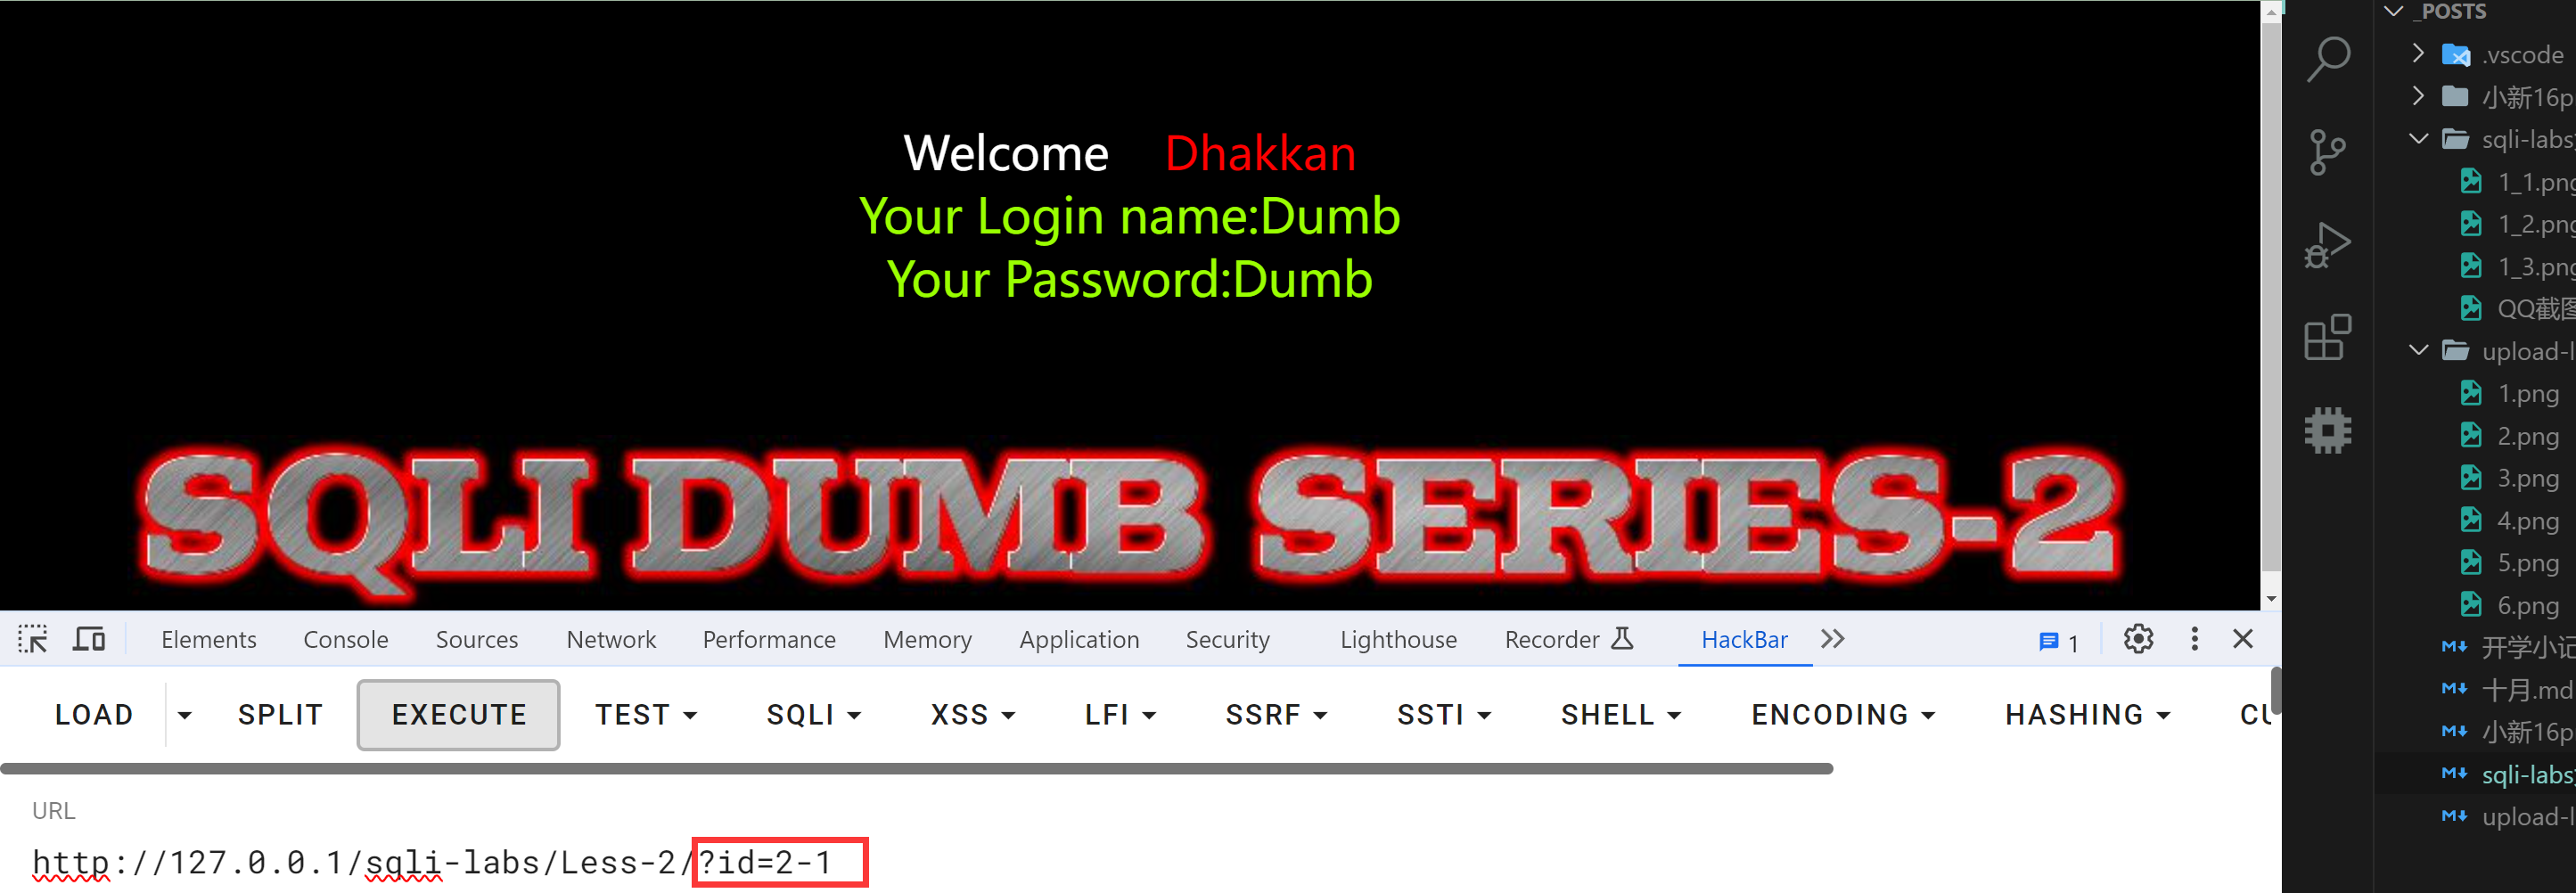 Welcome Dhakkan
Your Login name:Dumb
Your Password:Dumb
SQLI DUMB SERIES-2
Elements Console Sources Network Performance Memory Application Security Lighthouse Recorder HackBar 1
LOAD SPLIT EXECUTE TEST SQLI XSS LFI SSRF SSTI SHELL ENCODING HASHING CU
URL
http://127.0.0.1/sqli-labs/Less-2/?id=2-1
_POSTS
.vscode
小新16p
sqli-labs
1_1.png
1_2.png
1_3.png
QQ截图
upload-l
1.png
2.png
3.png
4.png
5.png
6.png
开学小记
十月.md
小新16p
sqli-labs
upload-l